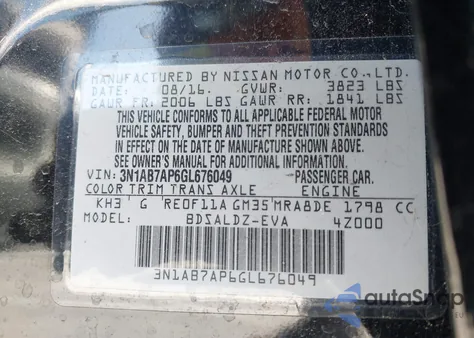 MANUFACTURED BY NISSAN MOTOR CO.,LTD.
DATE: 08/16. GVWR: 3823 LBS
GAWR FR: 2006 LBS GAWR RR: 1841 LBS
THIS VEHICLE CONFORMS TO ALL APPLICABLE FEDERAL MOTOR
VEHICLE SAFETY, BUMPER AND THEFT PREVENTION STANDARDS
IN EFFECT ON THE DATE OF MANUFACTURE SHOWN ABOVE.
SEE OWNER'S MANUAL FOR ADDITIONAL INFORMATION.
VIN: 3N1AB7AP6GL676049 PASSENGER CAR.
COLOR TRIM TRANS AXLE ENGINE
KH3 G RE0F11A GM35 MRA8DE 1798 CC
MODEL: BDSALDZ-EVA 4Z000
3N1AB7AP6GL676049
autoSnap